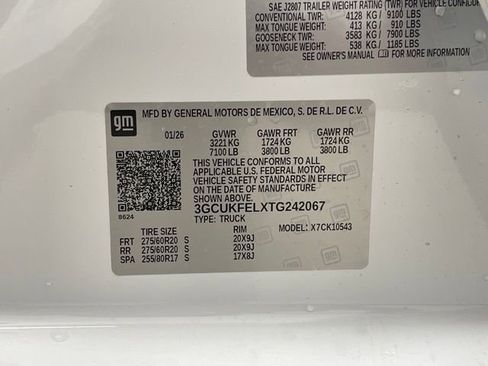 SAE J2807 TRAILER WEIGHT RATING (TWR) FOR VEHICLE CONFIG
CONVENTIONAL TWR: 4128 KG / 9100 LBS
MAX TONGUE WEIGHT: 413 KG / 910 LBS
GOOSENECK TWR: 3583 KG / 7900 LBS
MAX TONGUE WEIGHT: 538 KG / 1185 LBS
SEE OWNER'S MANUAL FOR MORE INFORMATION
gm
MFD BY GENERAL MOTORS DE MEXICO, S. DE R.L. DE C.V.
01/26 GVWR GAWR FRT GAWR RR
3221 KG 1724 KG 1724 KG
7100 LB 3800 LB 3800 LB
THIS VEHICLE CONFORMS TO ALL
APPLICABLE U.S. FEDERAL MOTOR
VEHICLE SAFETY STANDARDS IN EFFECT
ON THE DATE OF MANUFACTURE
SHOWN ABOVE.
3GCUKFELXTG242067
8624
TYPE: TRUCK MODEL: X7CK10543
TIRE SIZE RIM
FRT 275/60R20 S 20X9J
RR 275/60R20 S 20X9J
SPA 255/80R17 S 17X8J